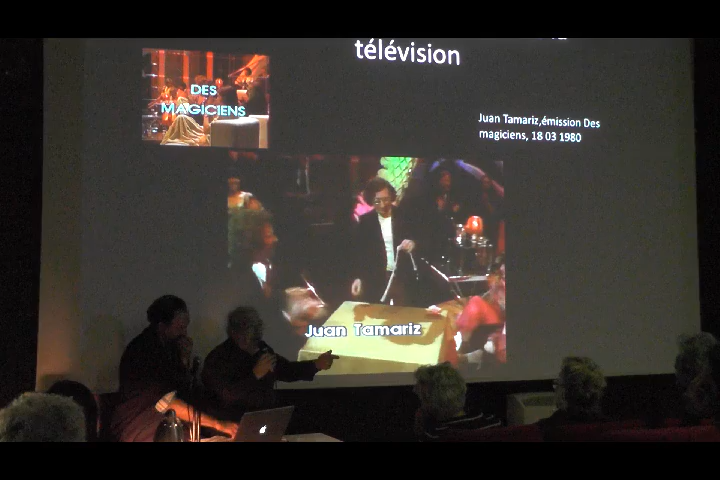 télévision
DES
MAGICIENS
Juan Tamariz,émission Des
magiciens, 18 03 1980
Juan Tamariz